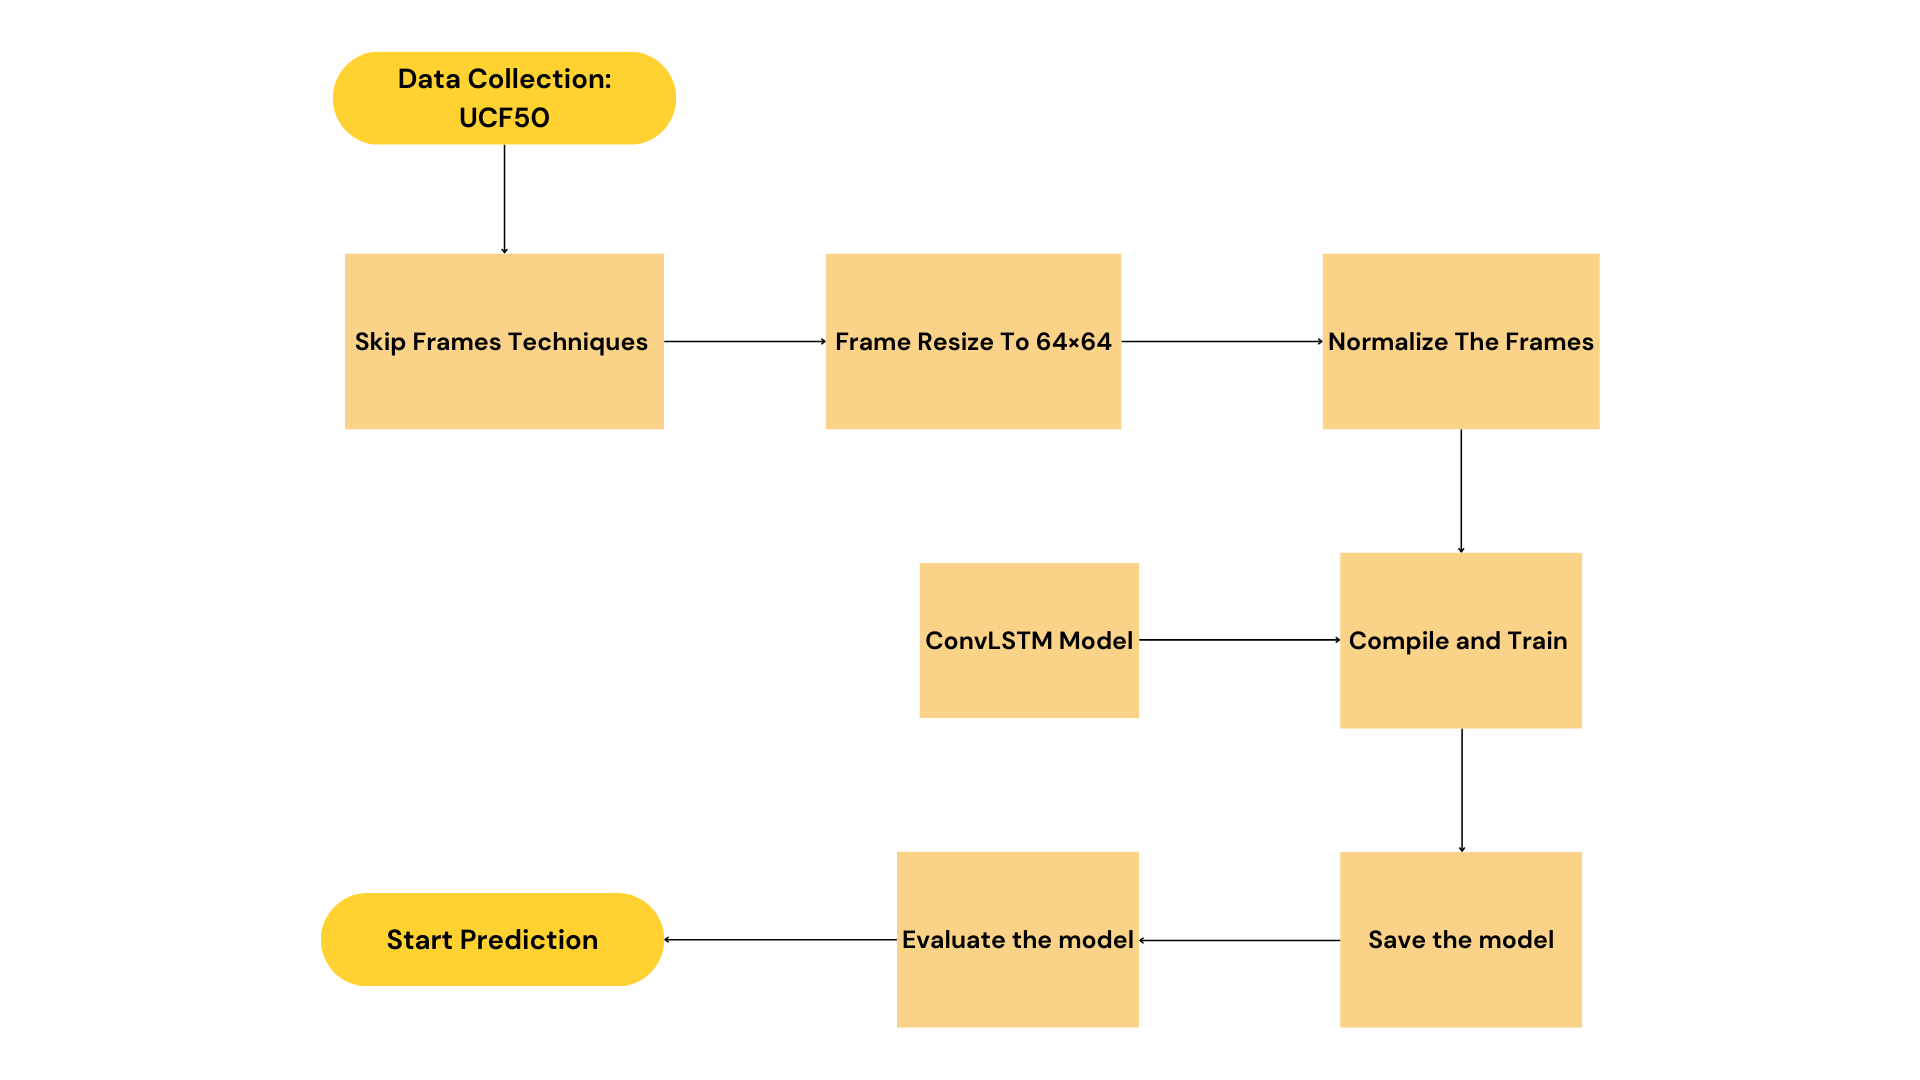 Data Collection:
UCF50
Skip Frames Techniques
Frame Resize To 64×64
Normalize The Frames
ConvLSTM Model
Compile and Train
Start Prediction
Evaluate the model
Save the model